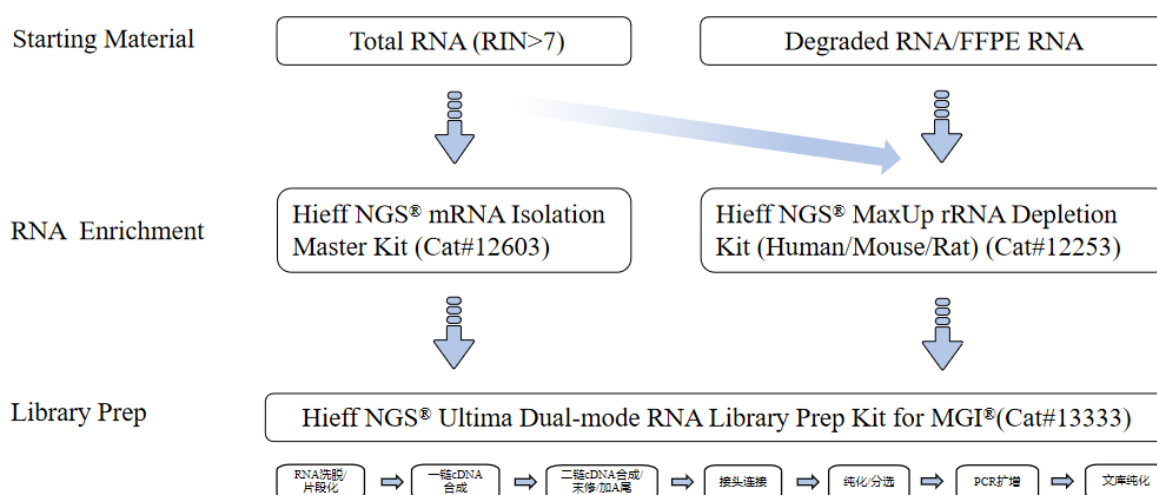 Starting Material
Total RNA (RIN>7)
Degraded RNA/FFPE RNA
RNA Enrichment
Hieff NGS® mRNA Isolation
Master Kit (Cat#12603)
Hieff NGS® MaxUp rRNA Depletion
Kit (Human/Mouse/Rat) (Cat#12253)
Library Prep
Hieff NGS® Ultima Dual-mode RNA Library Prep Kit for MGI®(Cat#13333)
RNA洗脱/
片段化
一链cDNA
合成
二链cDNA合成/
末修/加A尾
接头连接
纯化/分选
PCR扩增
文库纯化